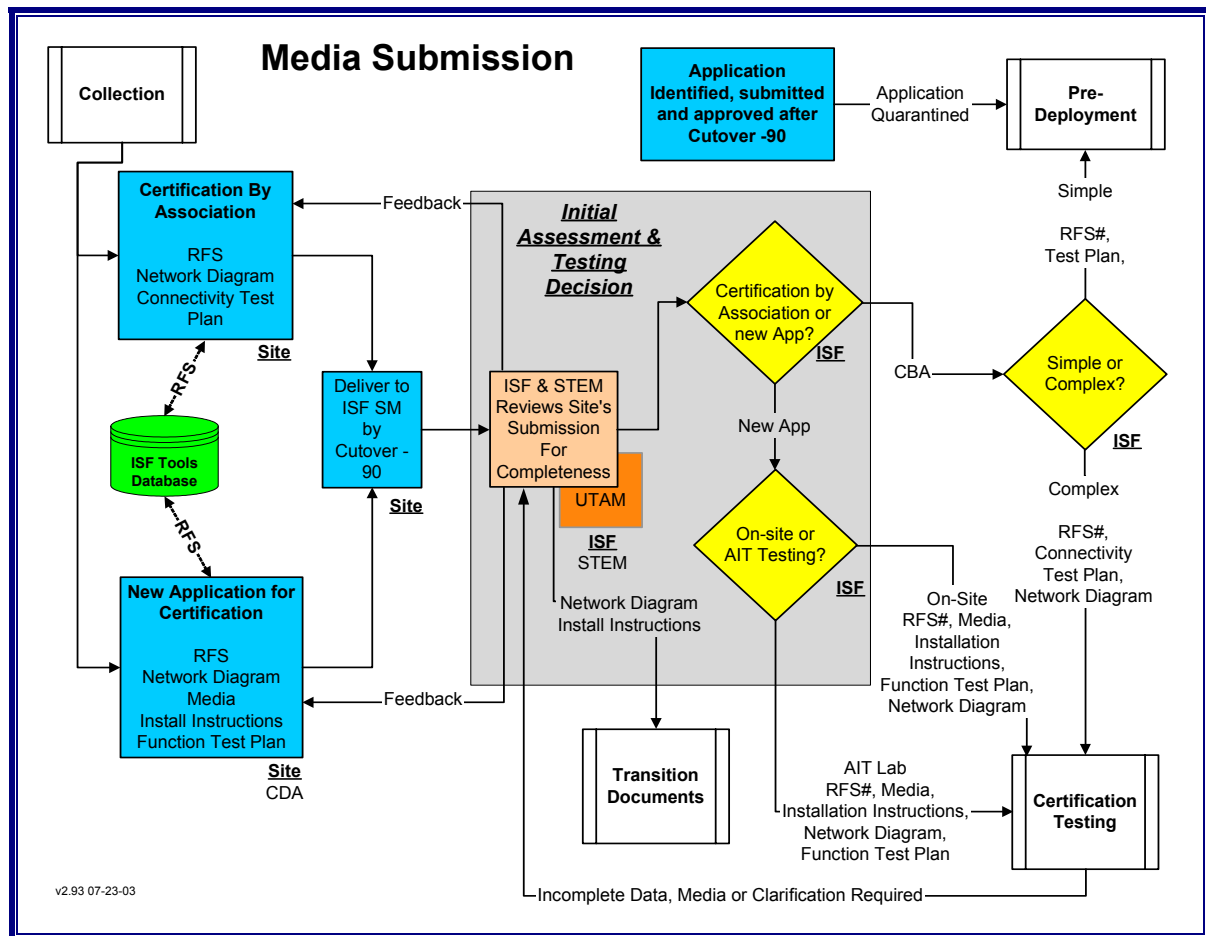 Media Submission
Collection
Application
Identified, submitted
and approved after
Cutover -90
Application
Quarantined
Pre-
Deployment
Certification By
Association
RFS
Network Diagram
Connectivity Test
Plan
Site
Feedback
Initial
Assessment &
Testing
Decision
Certification by
Association or
new App?
ISF
CBA
Simple
RFS#,
Test Plan,
Simple or
Complex?
ISF
RFS
ISF Tools
Database
RFS
Deliver to
ISF SM
by
Cutover -
90
Site
ISF & STEM
Reviews Site's
Submission
For
Completeness
UTAM
ISF
STEM
New App
On-site or
AIT Testing?
ISF
Complex
RFS#,
Connectivity
Test Plan,
Network Diagram
New Application for
Certification
RFS
Network Diagram
Media
Install Instructions
Function Test Plan
Site
CDA
Feedback
Network Diagram
Install Instructions
On-Site
RFS#, Media,
Installation
Instructions,
Function Test Plan,
Network Diagram
Transition
Documents
AIT Lab
RFS#, Media,
Installation Instructions,
Network Diagram,
Function Test Plan
Certification
Testing
Incomplete Data, Media or Clarification Required
v2.93 07-23-03